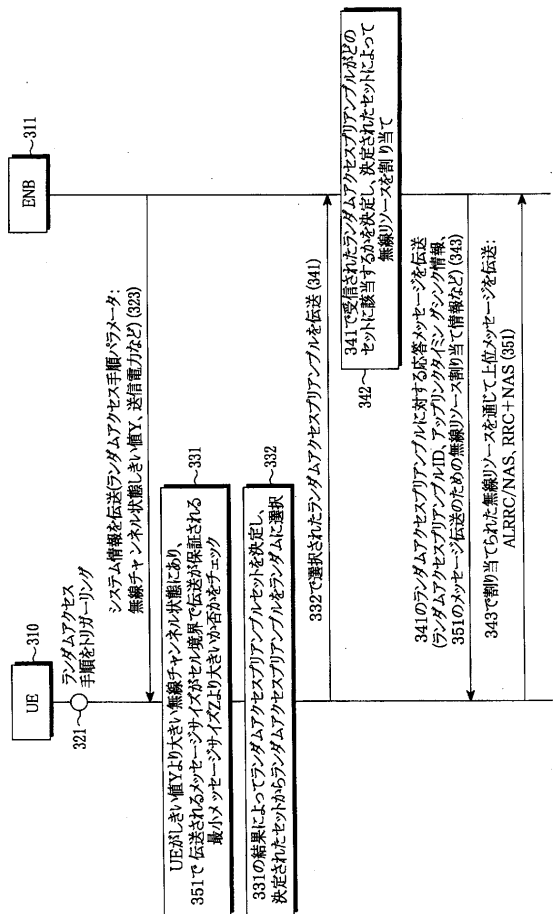 UE
310
ENB
311
321
ランダムアクセス
手順をトリガーリング
システム情報を伝送(ランダムアクセス手順パラメータ:
無線チャンネル状態しきい値Y、送信電力など) (323)
UEがしきい値Yより大きい無線チャンネル状態にあり、
351で伝送されるメッセージサイズがセル境界で伝送が保証される
最小メッセージサイズZより大きいか否かをチェック
331
331の結果によってランダムアクセスプリアンブルセットを決定し、
決定されたセットからランダムアクセスプリアンブルをランダムに選択
332
332で選択されたランダムアクセスプリアンブルを伝送 (341)
341で受信されたランダムアクセスプリアンブルがどの
セットに該当するかを決定し、決定されたセットによって
無線リソースを割り当て
342
341のランダムアクセスプリアンブルに対する応答メッセージを伝送
(ランダムアクセスプリアンブルID、アップリンクタイミングシンク情報、
351のメッセージ伝送のための無線リソース割り当て情報など) (343)
343で割り当てられた無線リソースを通じて上位メッセージを伝送:
ALRRC/NAS、RRC+NAS (351)